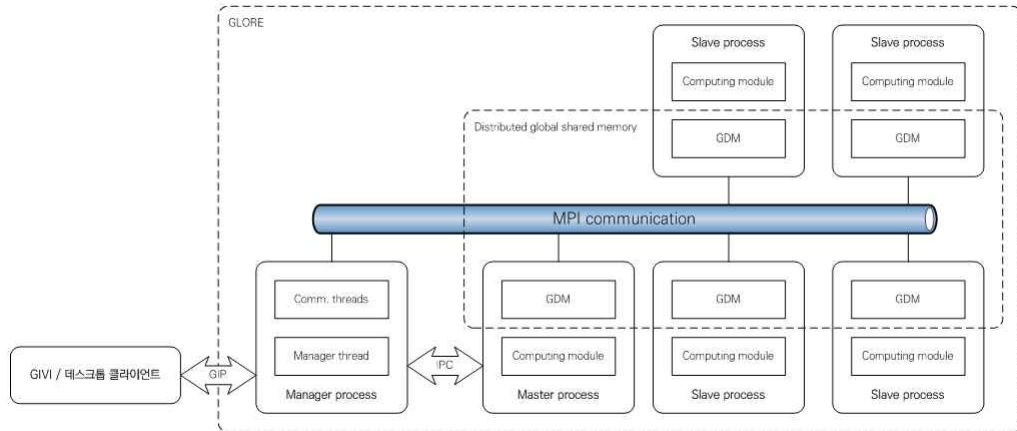 GLORE
Slave process
Slave process
Computing module
Computing module
Distributed global shared memory
GDM
GDM
MPI communication
Comm. threads
GDM
GDM
GDM
Manager thread
Computing module
Computing module
Computing module
GIVI / 데스크톱 클라이언트
GIP
IPC
Manager process
Master process
Slave process
Slave process